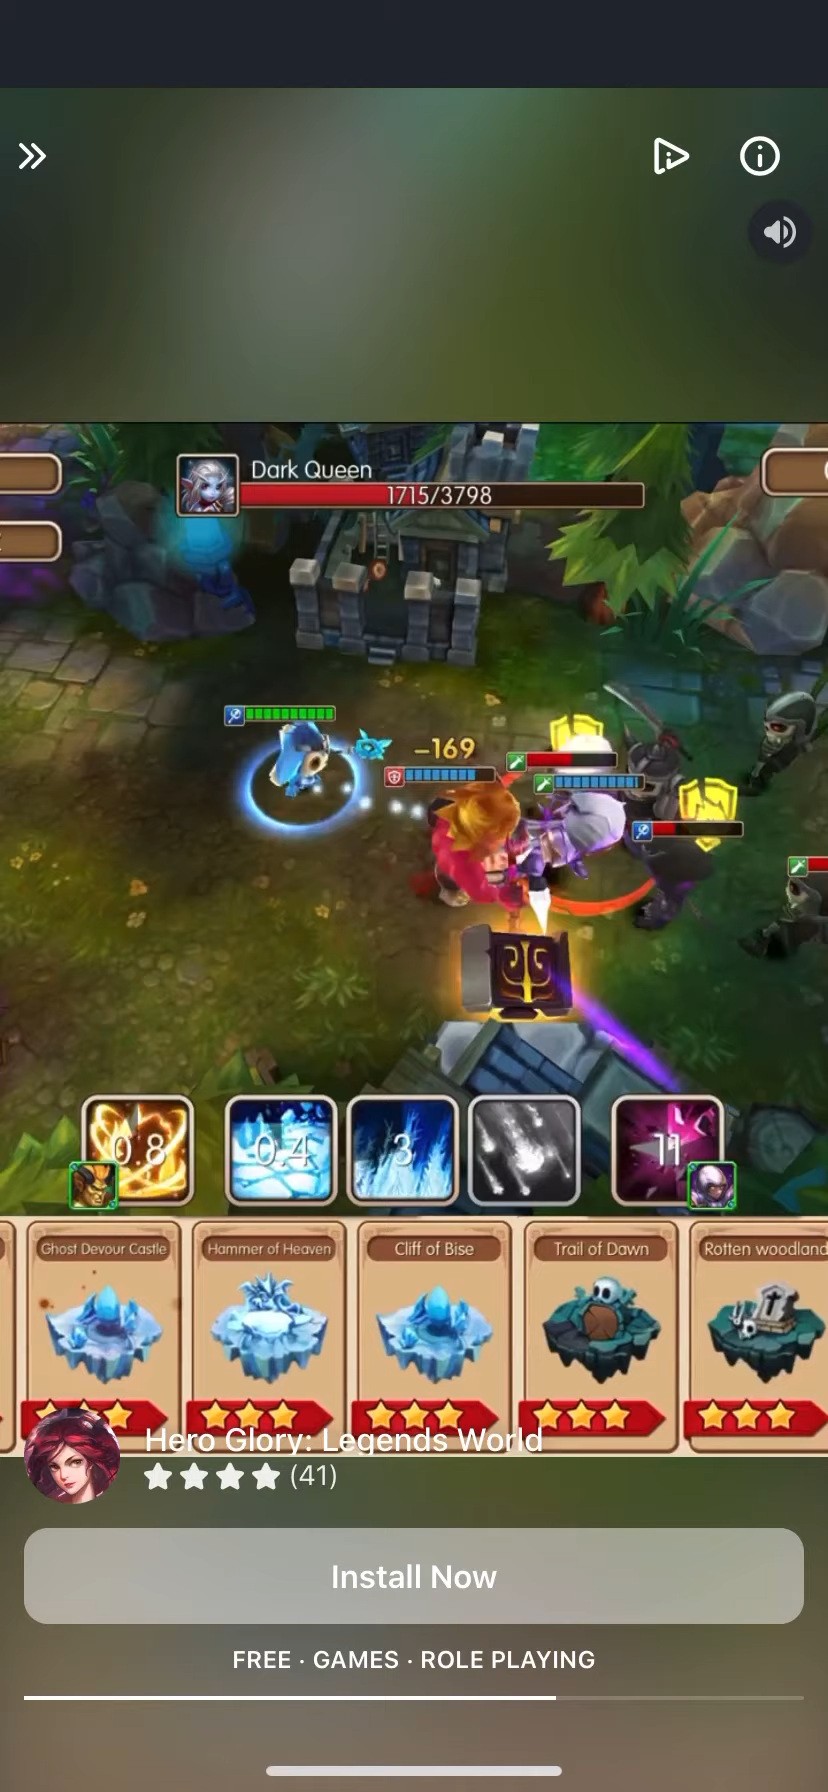 Dark Queen
1715/3798
-169
0.8
0.4
3
11
Ghost Devour Castle
Hammer of Heaven
Cliff of Bise
Trail of Dawn
Rotten woodland
Hero Glory: Legends World
(41)
Install Now
FREE · GAMES · ROLE PLAYING